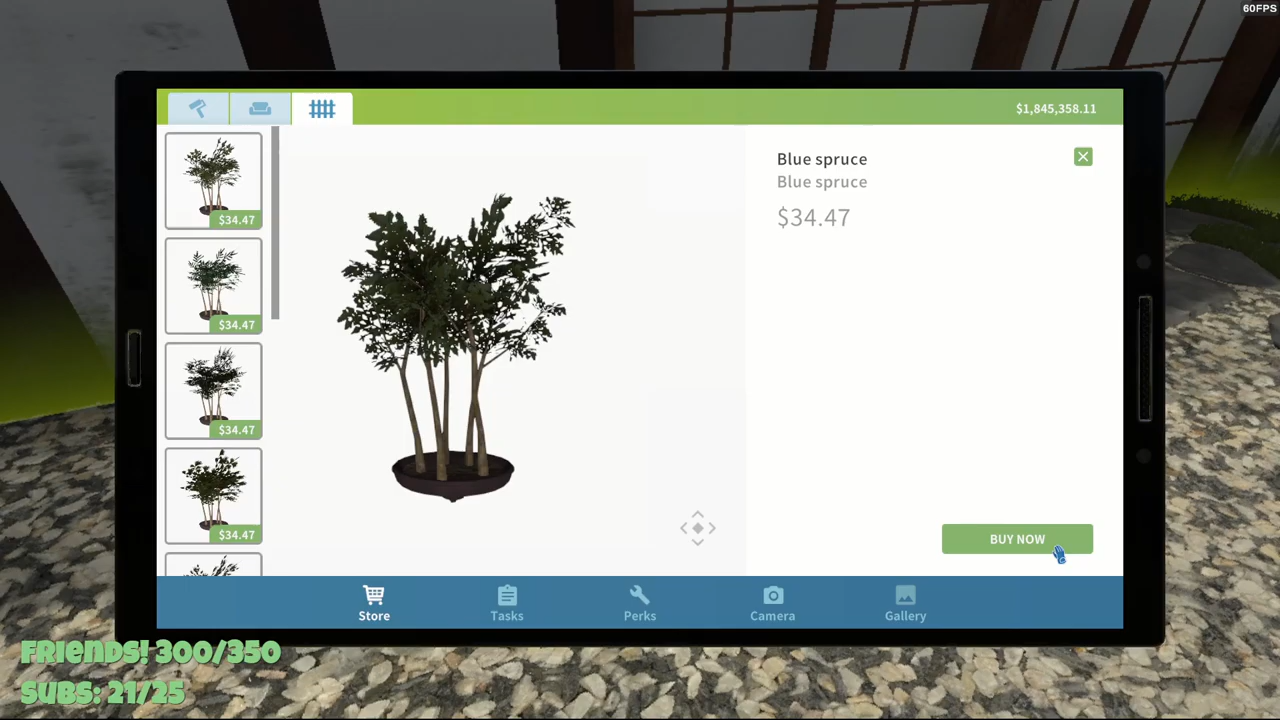 60FPS
$1,845,358.11
$34.47
$34.47
$34.47
$34.47
Blue spruce
Blue spruce
$34.47
BUY NOW
Store
Tasks
Perks
Camera
Gallery
Friends! 300/350
Subs: 21/25